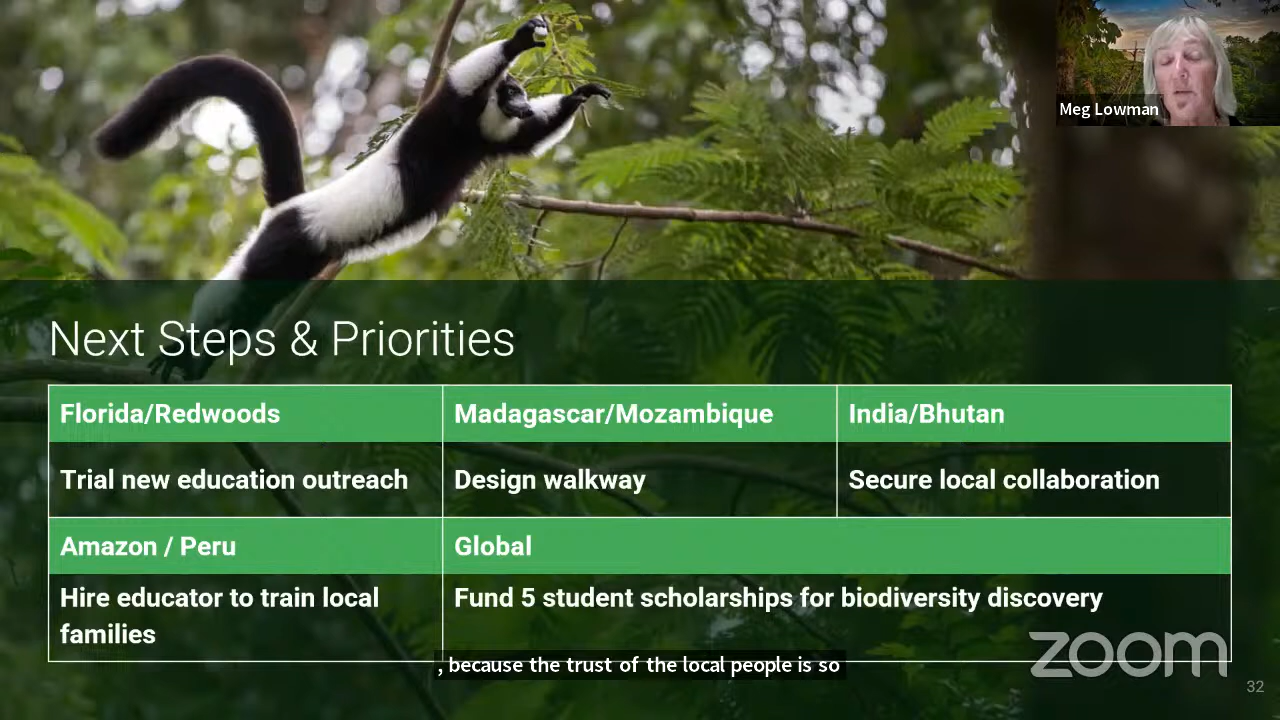 Meg Lowman
Next Steps & Priorities
Florida/Redwoods
Madagascar/Mozambique
India/Bhutan
Trial new education outreach
Design walkway
Secure local collaboration
Amazon / Peru
Global
Hire educator to train local
families
Fund 5 student scholarships for biodiversity discovery
, because the trust of the local people is so
zoom
32